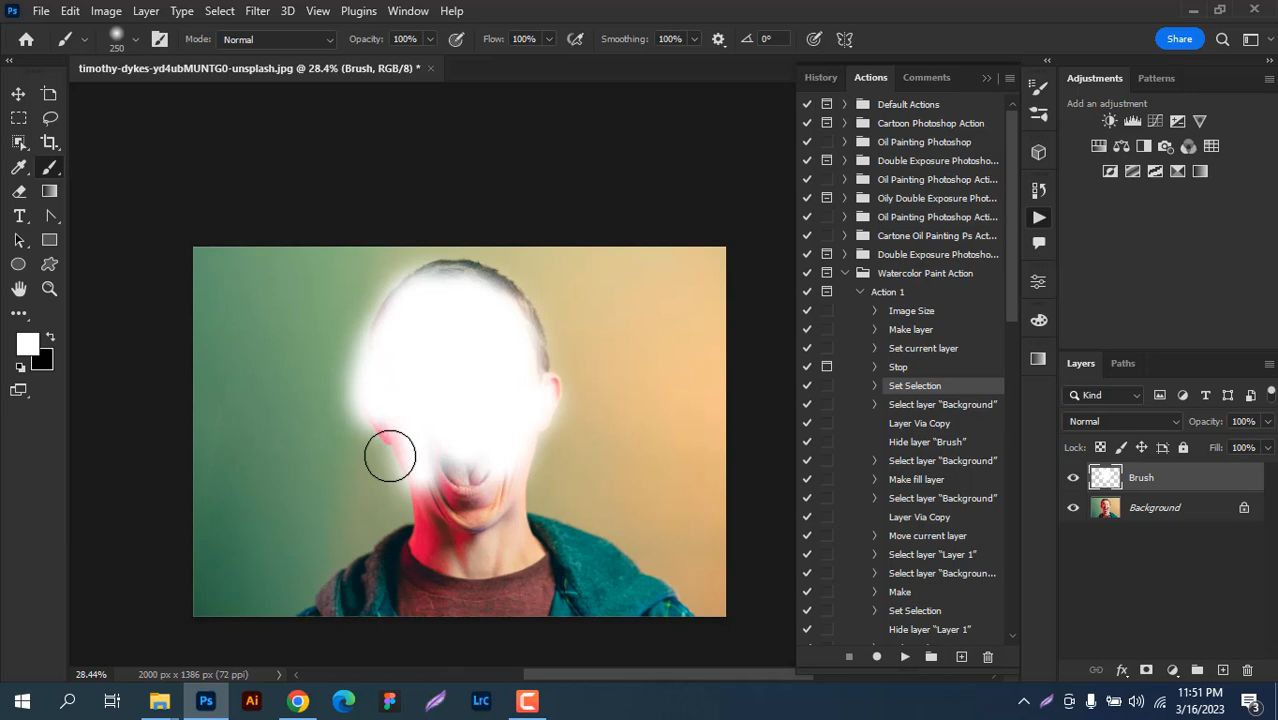 Ps File Edit Image Layer Type Select Filter 3D View Plugins Window Help
250 Mode: Normal Opacity: 100% Flow: 100% Smoothing: 100% 0° Share
timothy-dykes-yd4ubMUNTG0-unsplash.jpg @ 28.4% (Brush, RGB/8) *
History Actions Comments
Adjustments Patterns
Add an adjustment
Default Actions
Cartoon Photoshop Action
Oil Painting Photoshop
Double Exposure Photosho...
Oil Painting Photoshop Acti...
Oily Double Exposure Phot...
Oil Painting Photoshop Acti...
Cartone Oil Painting Ps Act...
Double Exposure Photosho...
Watercolor Paint Action
Action 1
Image Size
Make layer
Set current layer
Stop
Set Selection
Select layer “Background”
Layer Via Copy
Hide layer “Brush”
Select layer “Background”
Make fill layer
Select layer “Background”
Layer Via Copy
Move current layer
Select layer “Layer 1”
Select layer “Backgroun...
Make
Set Selection
Hide layer “Layer 1”
Layers Paths
Kind
Normal Opacity: 100%
Lock: Fill: 100%
Brush
Background
28.44% 2000 px x 1386 px (72 ppi)
Ps Ai LrC
11:51 PM
3/16/2023
3